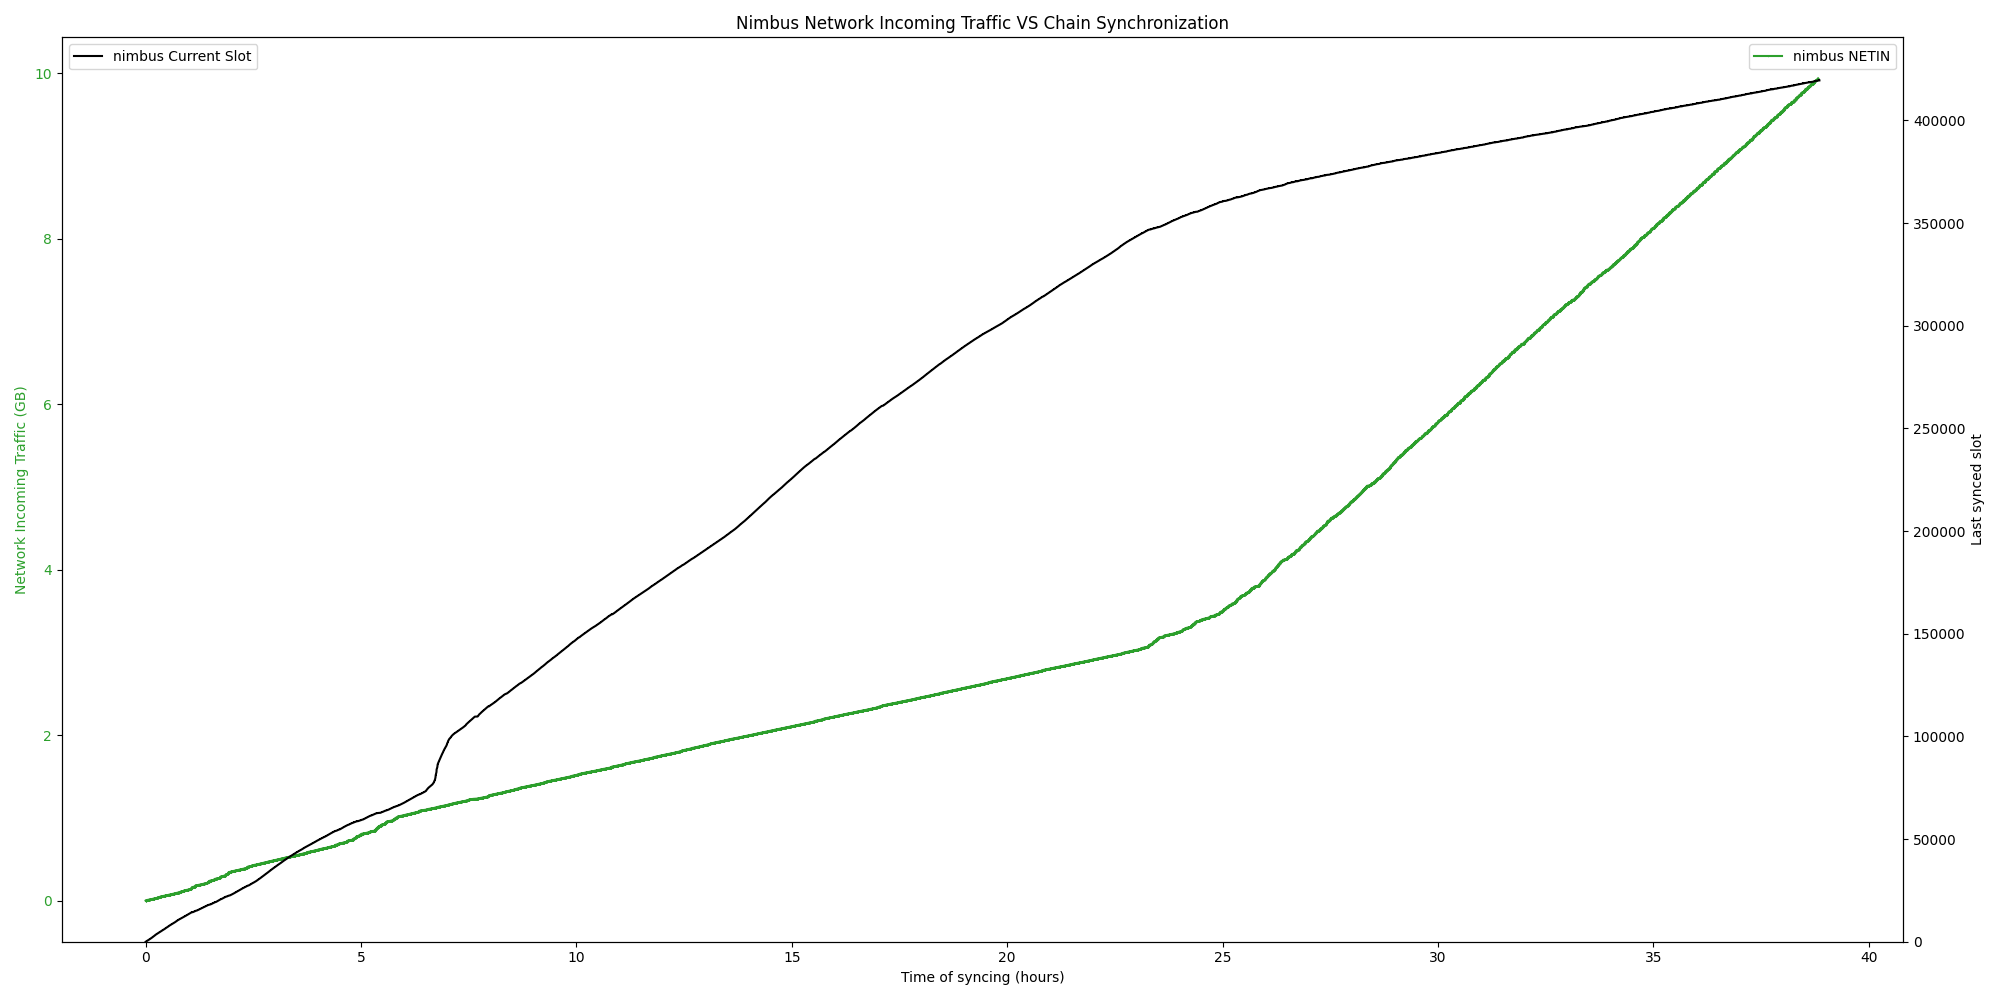 Nimbus Network Incoming Traffic VS Chain Synchronization
nimbus Current Slot
nimbus NETIN
Network Incoming Traffic (GB)
10
8
6
4
2
0
400000
350000
300000
250000
200000
150000
100000
50000
0
Last synced slot
0 5 10 15 20 25 30 35 40
Time of syncing (hours)